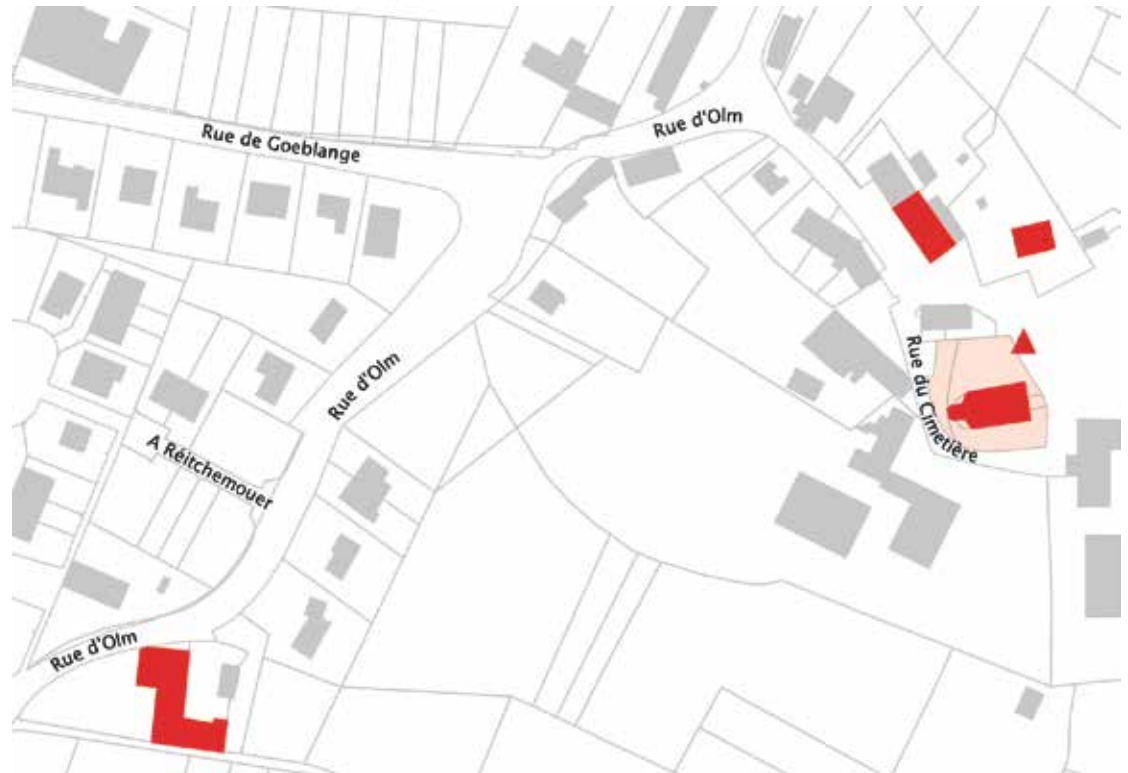 Rue d'Olm
Rue de Goeblange
Rue d'Olm
Rue du Cimetière
A Réitchemouer
Rue d'Olm